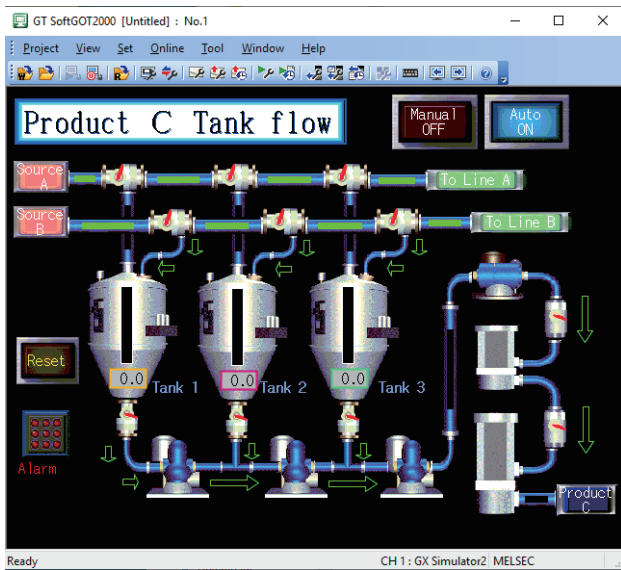 GT SoftGOT2000 [Untitled] : No.1
Project View Set Online Tool Window Help
Product C Tank flow
Manual
OFF
Auto
ON
Source
A
To Line A
Source
B
To Line B
Reset
0.0
Tank 1
0.0
Tank 2
0.0
Tank 3
Alarm
Product
C
Ready
CH 1 : GX Simulator2 MELSEC